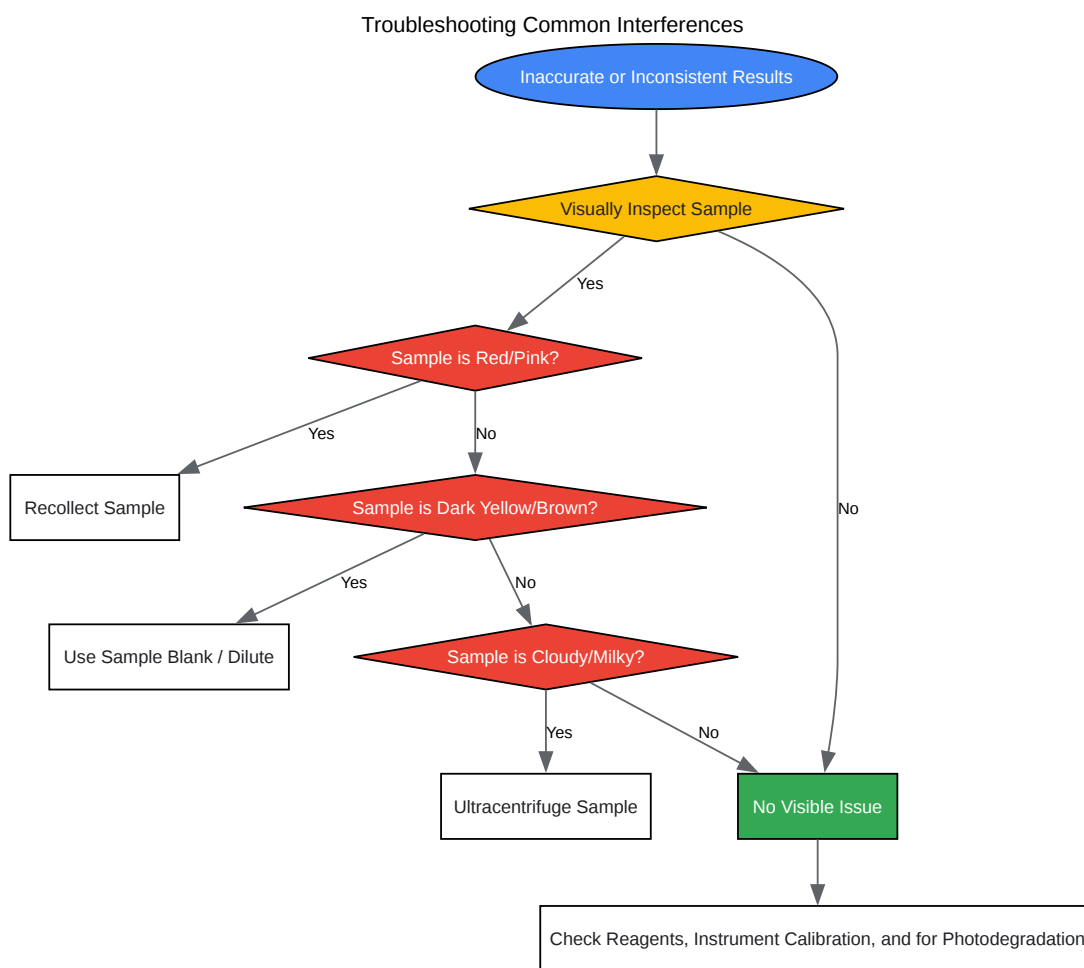 Troubleshooting Common Interferences
Inaccurate or Inconsistent Results
Visually Inspect Sample
Yes
Sample is Red/Pink?
Yes
No
Recollect Sample
Sample is Dark Yellow/Brown?
No
Yes
No
Use Sample Blank / Dilute
Sample is Cloudy/Milky?
Yes
No
Ultracentrifuge Sample
No Visible Issue
Check Reagents, Instrument Calibration, and for Photodegradation